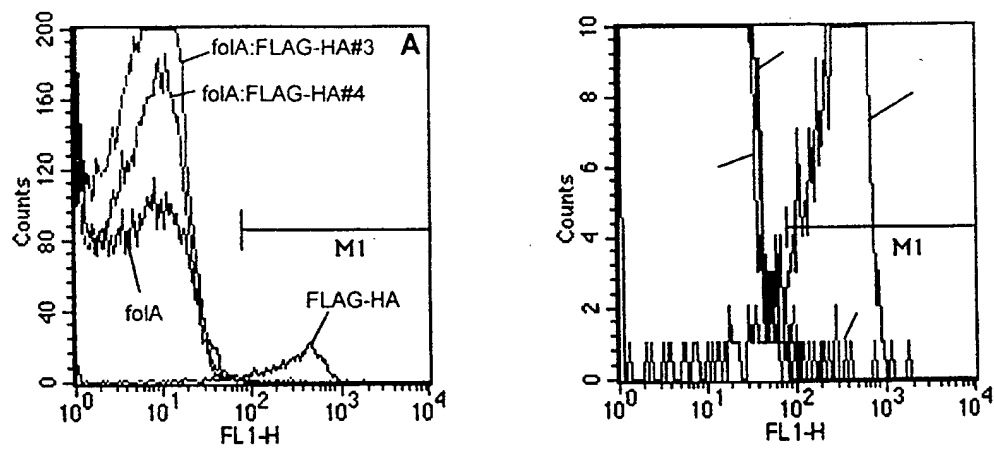 200
160
120
80
40
0
Counts
A
folA:FLAG-HA#3
folA:FLAG-HA#4
M1
folA
FLAG-HA
10^0 10^1 10^2 10^3 10^4
FL1-H
10
8
6
4
2
0
Counts
M1
10^0 10^1 10^2 10^3 10^4
FL1-H